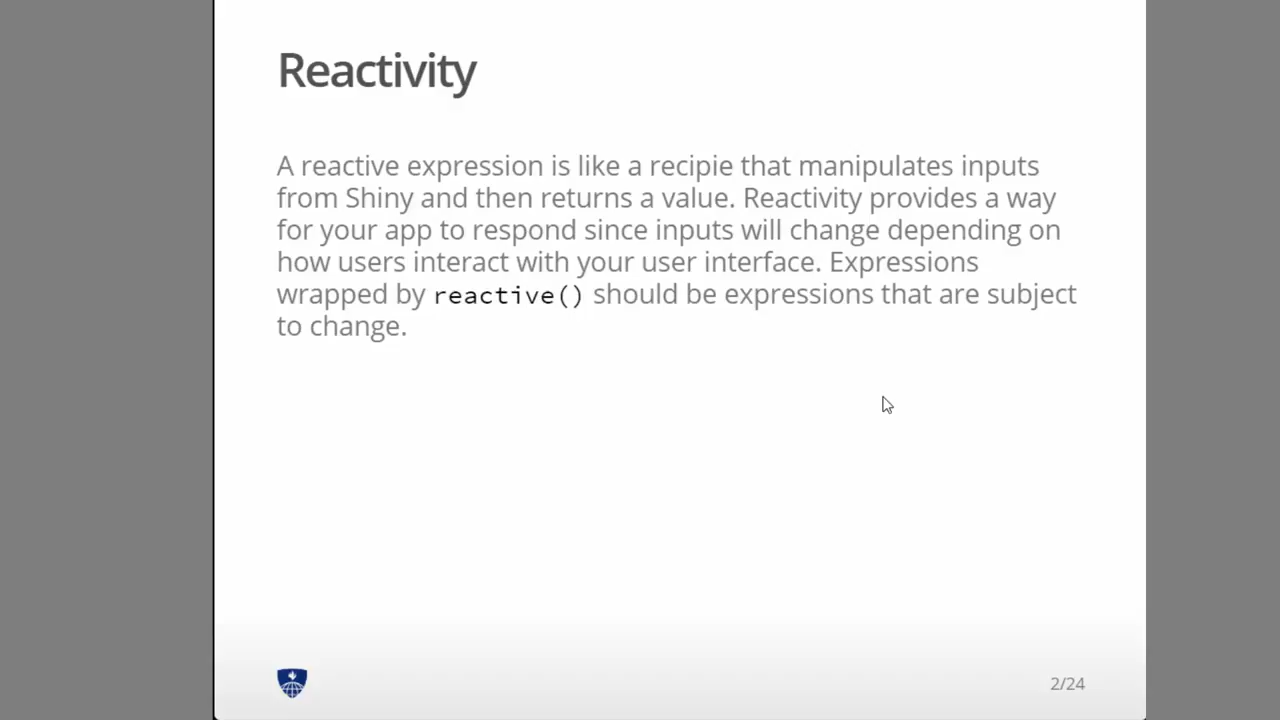 Reactivity
A reactive expression is like a recipie that manipulates inputs
from Shiny and then returns a value. Reactivity provides a way
for your app to respond since inputs will change depending on
how users interact with your user interface. Expressions
wrapped by reactive() should be expressions that are subject
to change.
2/24